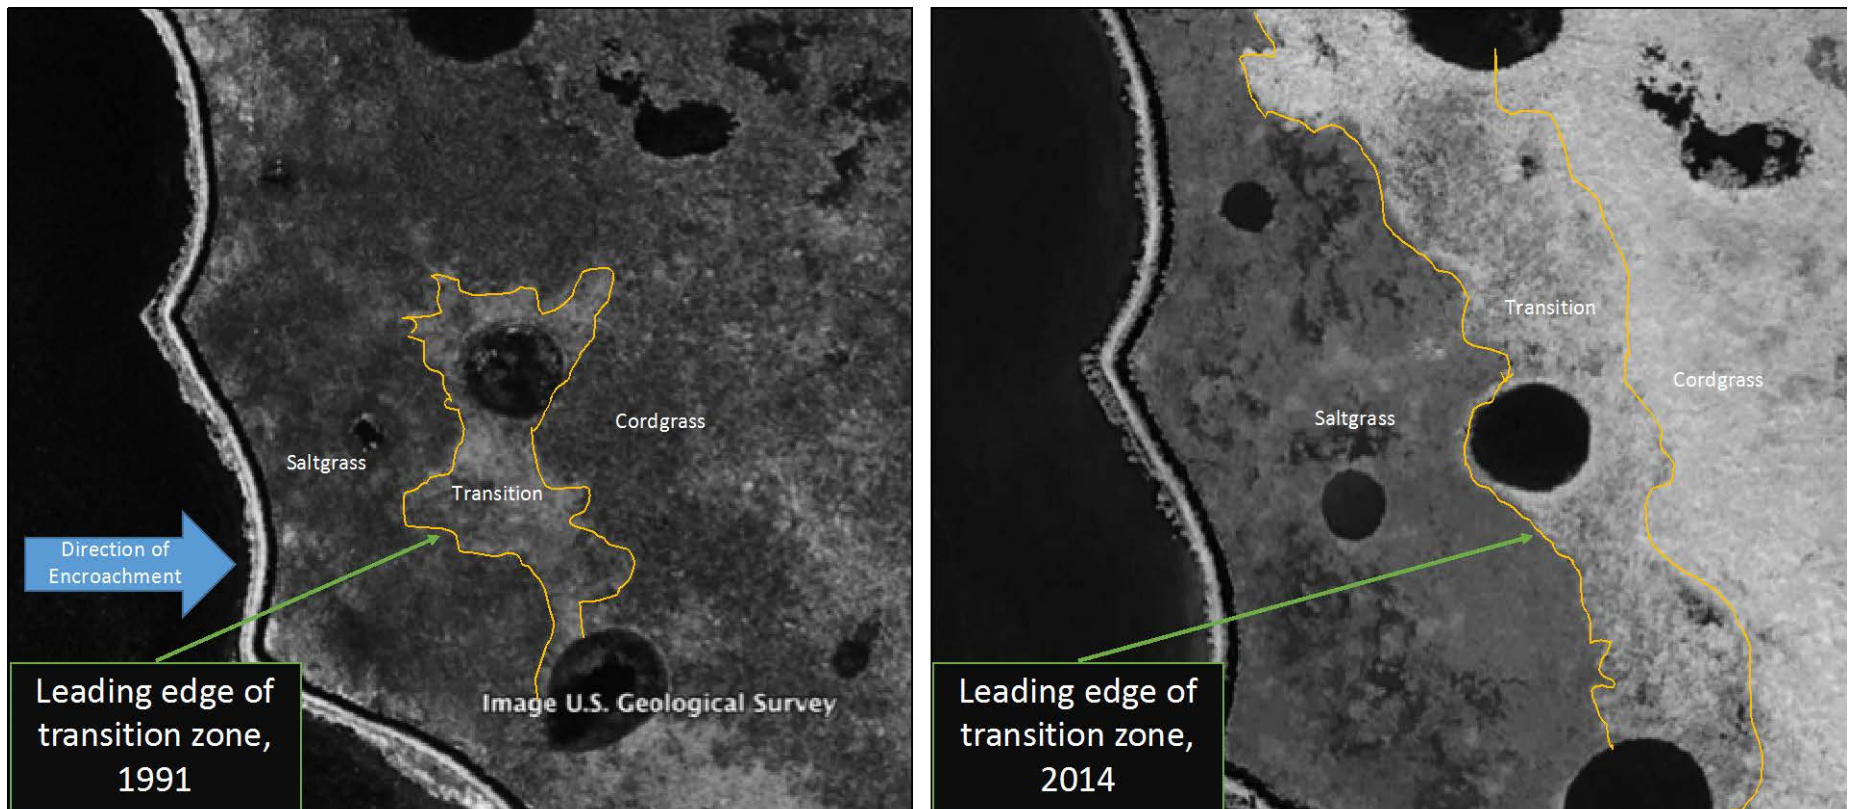 Cordgrass
Saltgrass
Transition
Direction of
Encroachment
Leading edge of
transition zone,
1991
Image U.S. Geological Survey
Transition
Cordgrass
Saltgrass
Leading edge of
transition zone,
2014